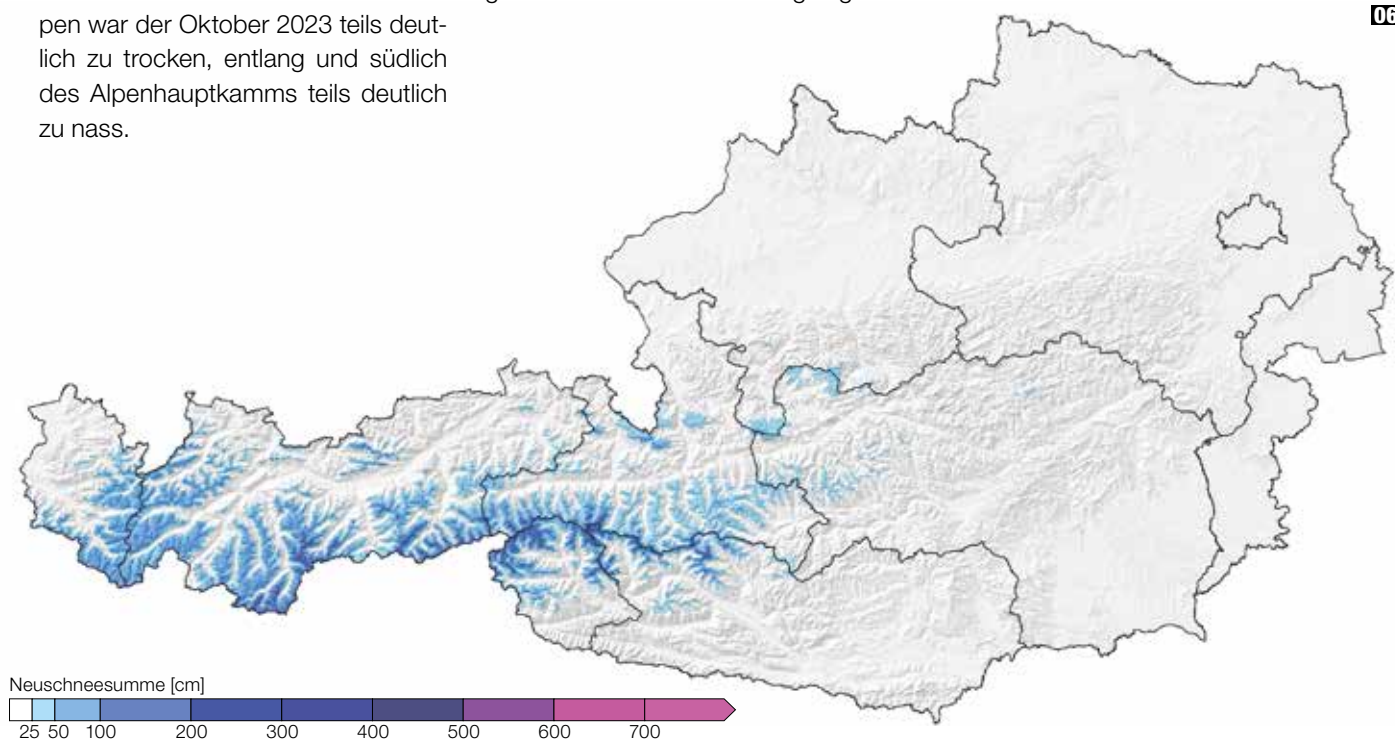 pen war der Oktober 2023 teils deut-
lich zu trocken, entlang und südlich
des Alpenhauptkamms teils deutlich
zu nass.
06
Neuschneesumme [cm]
25 50 100 200 300 400 500 600 700